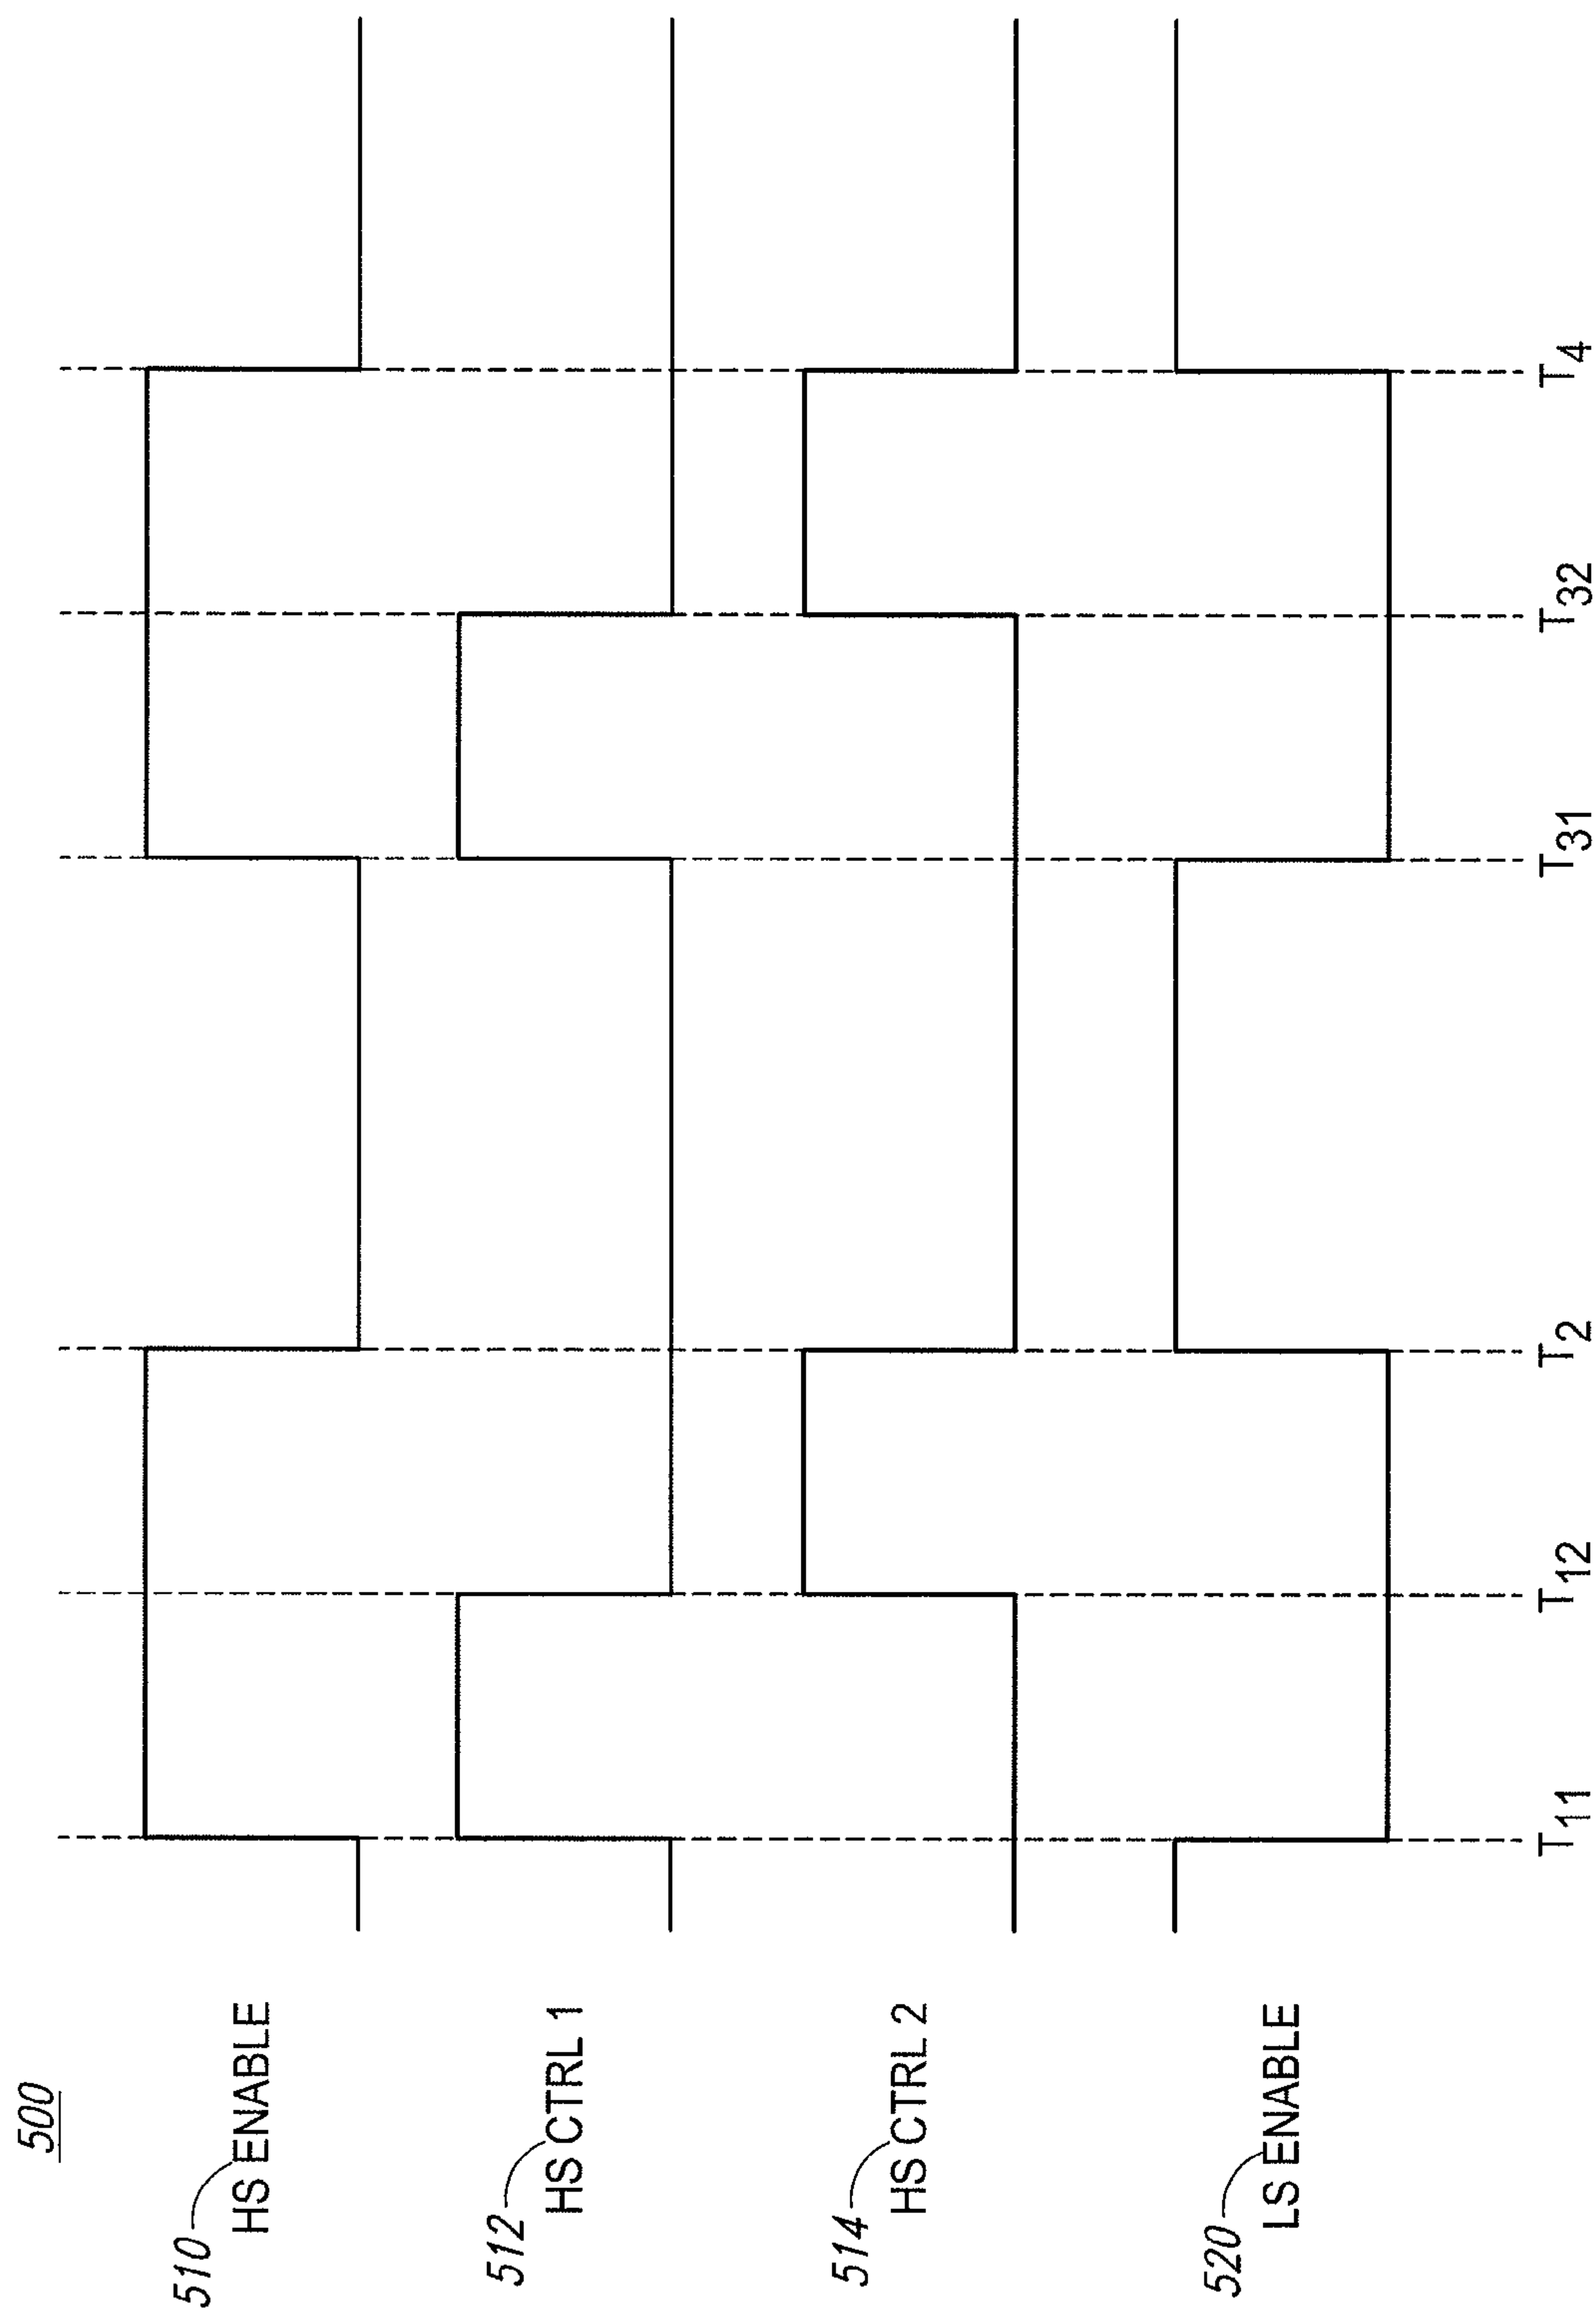 500
510
HS ENABLE
512
HS CTRL 1
514
HS CTRL 2
520
LS ENABLE
T11
T12
T2
T31
T32
T4